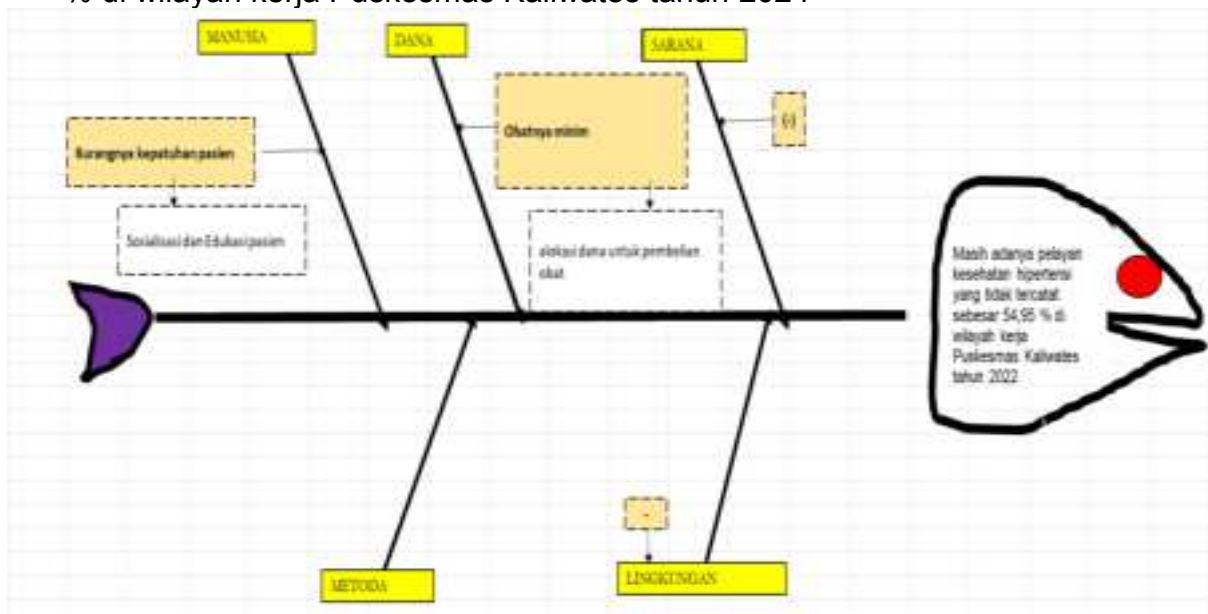 % di wilayah kerja Puskesmas Kaliwates tahun 2024
MANUSIA
DANA
SARANA
Kurangnya kepatuhan pasien
Obatnya minim
(-)
Sosialisasi dan Edukasi pasien
alokasi dana untuk pembelian
obat
Masih adanya pelayan
kesehatan hipertensi
yang tidak tercatat
sebesar 54,95 % di
wilayah kerja
Puskesmas Kaliwates
tahun 2022
-
METODA
LINGKUNGAN